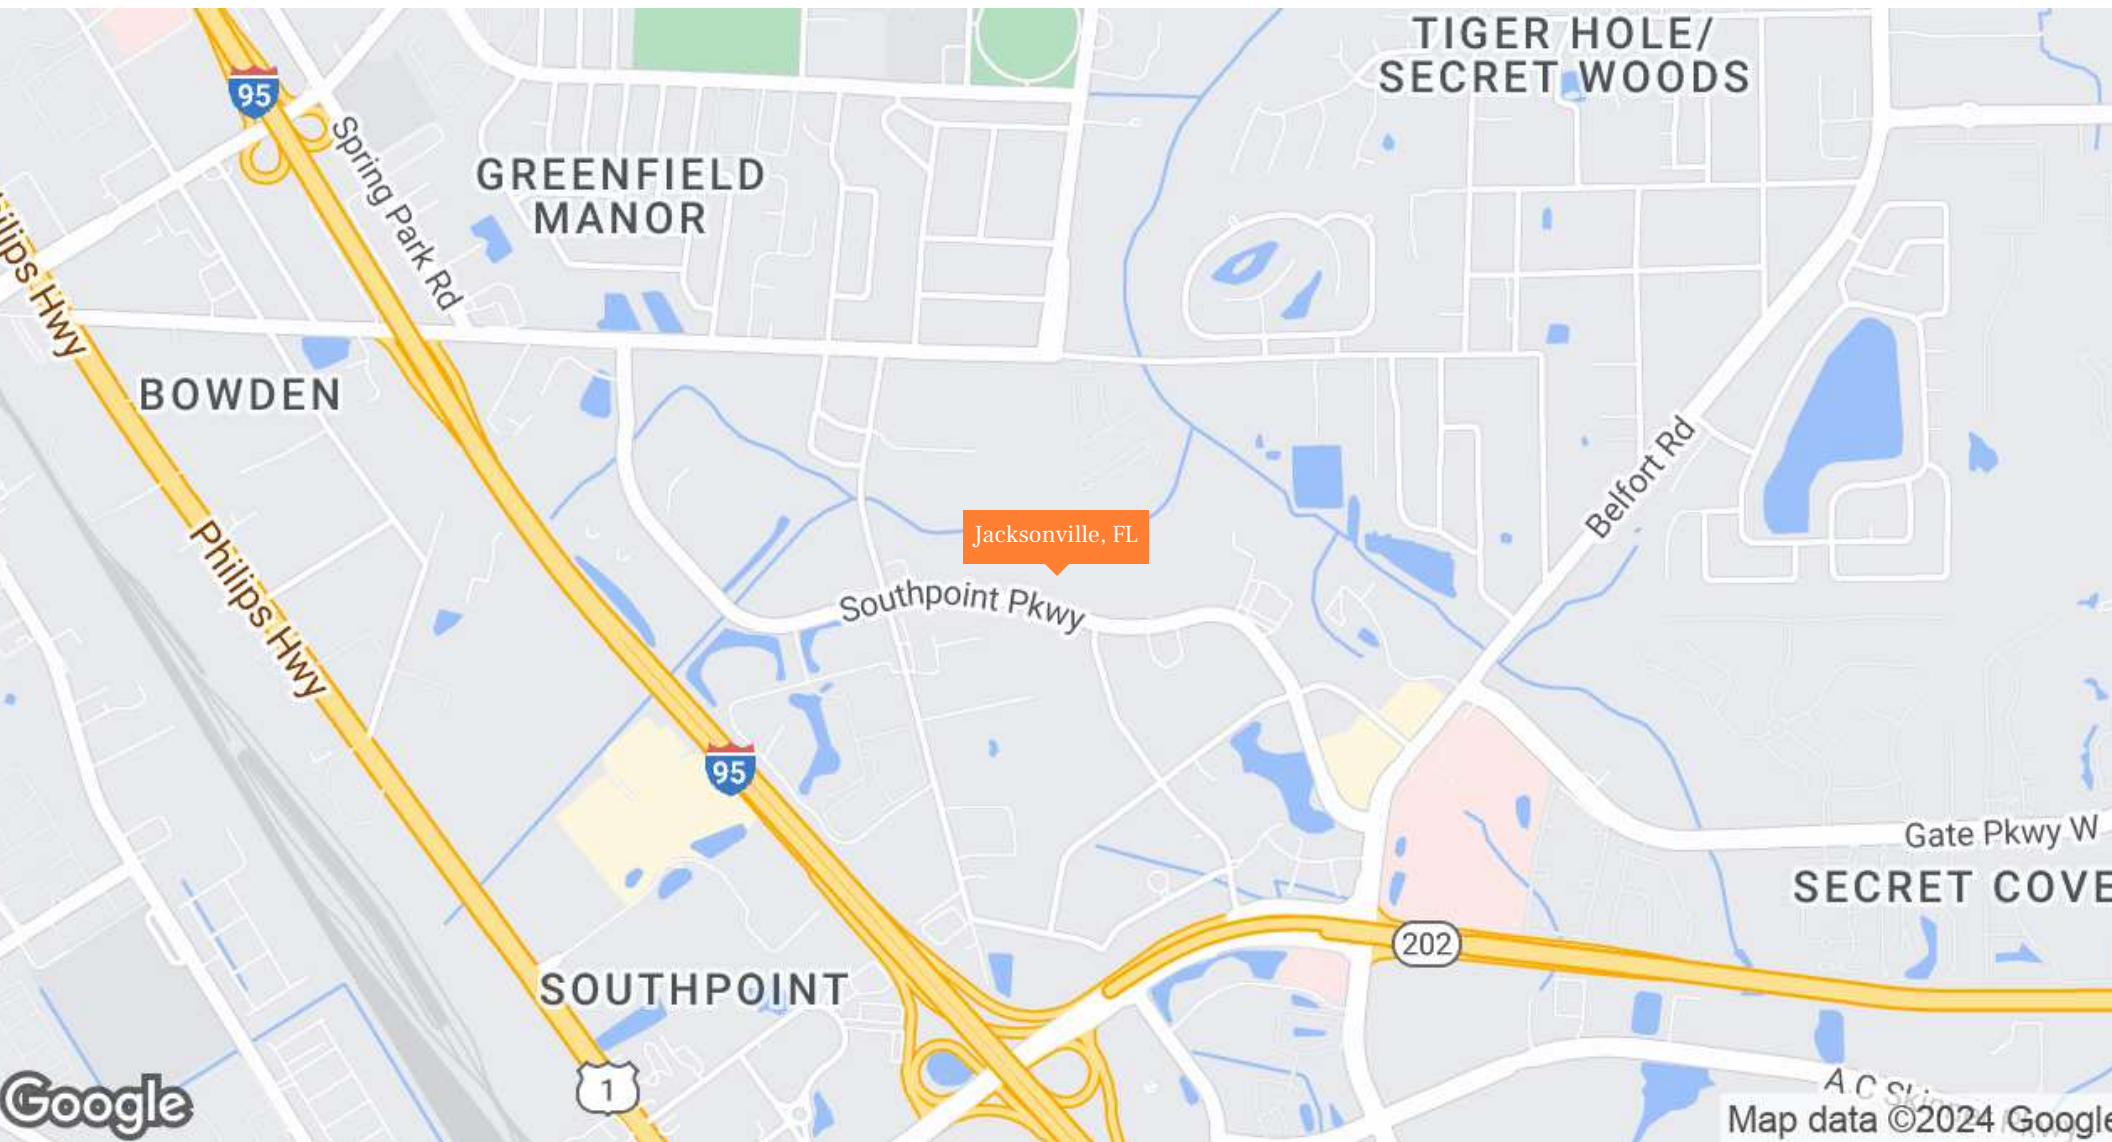 TIGER HOLE/
SECRET WOODS
95
Spring Park Rd
GREENFIELD
MANOR
Hwy
BOWDEN
Belfort Rd
Philips Hwy
Jacksonville, FL
Southpoint Pkwy
95
Gate Pkwy W
SECRET COVE
202
SOUTHPOINT
1
A C
Google
Map data ©2024 Google